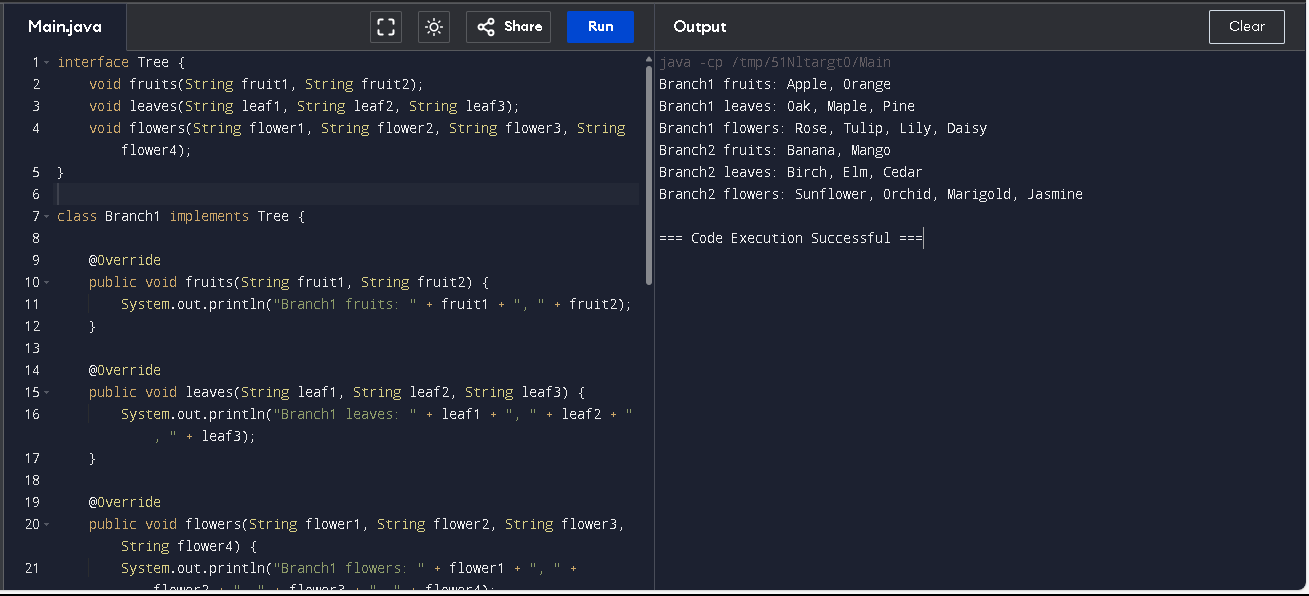 Main.java
Share
Run
Output
Clear
1 interface Tree {
2 void fruits(String fruit1, String fruit2);
3 void leaves(String leaf1, String leaf2, String leaf3);
4 void flowers(String flower1, String flower2, String flower3, String
flower4);
5 }
6
7 class Branch1 implements Tree {
8
9 @Override
10 public void fruits(String fruit1, String fruit2) {
11 System.out.println("Branch1 fruits: " + fruit1 + ", " + fruit2);
12 }
13
14 @Override
15 public void leaves(String leaf1, String leaf2, String leaf3) {
16 System.out.println("Branch1 leaves: " + leaf1 + ", " + leaf2 + "
, " + leaf3);
17 }
18
19 @Override
20 public void flowers(String flower1, String flower2, String flower3,
String flower4) {
21 System.out.println("Branch1 flowers: " + flower1 + ", " +
flower2 + ", " + flower3 + ", " + flower4);
java -cp /tmp/51Nltargt0/Main
Branch1 fruits: Apple, Orange
Branch1 leaves: Oak, Maple, Pine
Branch1 flowers: Rose, Tulip, Lily, Daisy
Branch2 fruits: Banana, Mango
Branch2 leaves: Birch, Elm, Cedar
Branch2 flowers: Sunflower, Orchid, Marigold, Jasmine
=== Code Execution Successful ===